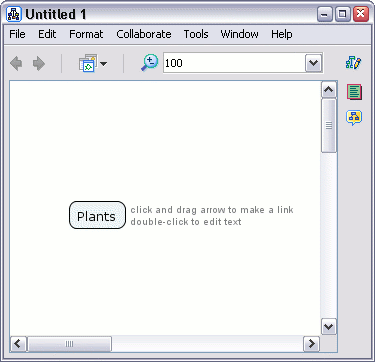 Untitled 1
File Edit Format Collaborate Tools Window Help
100
Plants
click and drag arrow to make a link
double-click to edit text